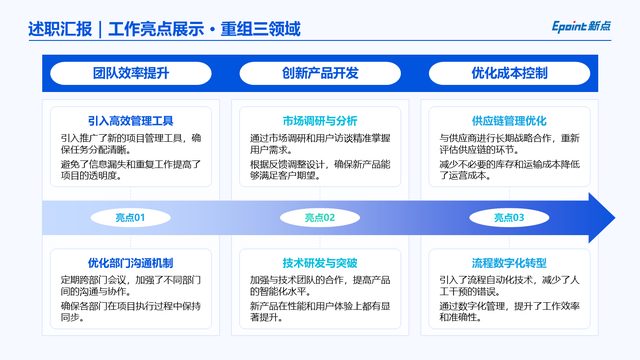 述职汇报｜工作亮点展示·重组三领域
Epoint新点
团队效率提升
创新产品开发
优化成本控制
引入高效管理工具
引入推广了新的项目管理工具，确
保任务分配清晰。
避免了信息漏失和重复工作提高了
项目的透明度。
市场调研与分析
通过市场调研和用户访谈精准掌握
用户需求。
根据反馈调整设计，确保新产品能
够满足客户期望。
供应链管理优化
与供应商进行长期战略合作，重新
评估供应链的环节。
减少不必要的库存和运输成本降低
了运营成本。
亮点01
亮点02
亮点03
优化部门沟通机制
定期跨部门会议，加强了不同部门
间的沟通与协作。
确保各部门在项目执行过程中保持
同步。
技术研发与突破
加强与技术团队的合作，提高产品
的智能化水平。
新产品在性能和用户体验上都有显
著提升。
流程数字化转型
引入了流程自动化技术，减少了人
工干预的错误。
通过数字化管理，提升了工作效率
和准确性。